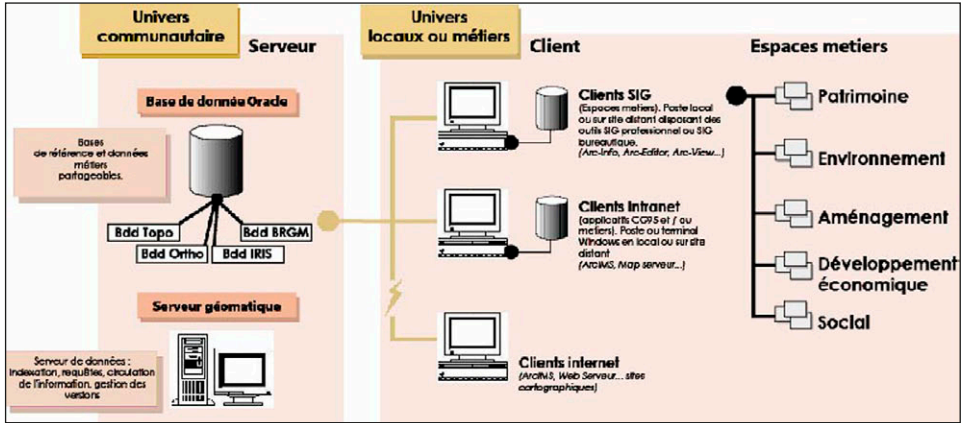 Univers
communautaire
Serveur
Base de donnée Oracle
Bases
de référence et données
métiers
partageables.
Bdd Topo
Bdd BRGM
Bdd Ortho
Bdd IRIS
Serveur géomatique
Serveur de données :
indexation, requêtes, circulation
de l'information, gestion des
versions
Univers
locaux ou métiers
Client
Clients SIG
(Espaces metiers). Poste local
ou sur site distant disposant des
outils SIG professionnel ou SIG
bureautique.
(Arc-Info, Arc-Editor, Arc-View...)
Clients Intranet
(applicatifs CG95 et / ou
metiers). Poste ou terminal
Windows en local ou sur site
distant
(ArcIMS, Map serveur...)
Clients internet
(ArcIMS, Web Serveur... sites
cartographiques)
Espaces metiers
Patrimoine
Environnement
Aménagement
Développement
économique
Social